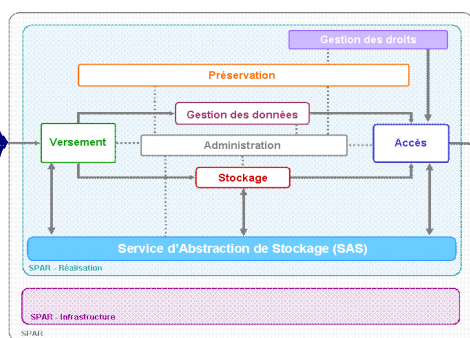 Gestion des droits
Préservation
Gestion des données
Versement
Administration
Accès
Stockage
Service d'Abstraction de Stockage (SAS)
SPAR - Réalisation
SPAR - Infrastructure
SPAR